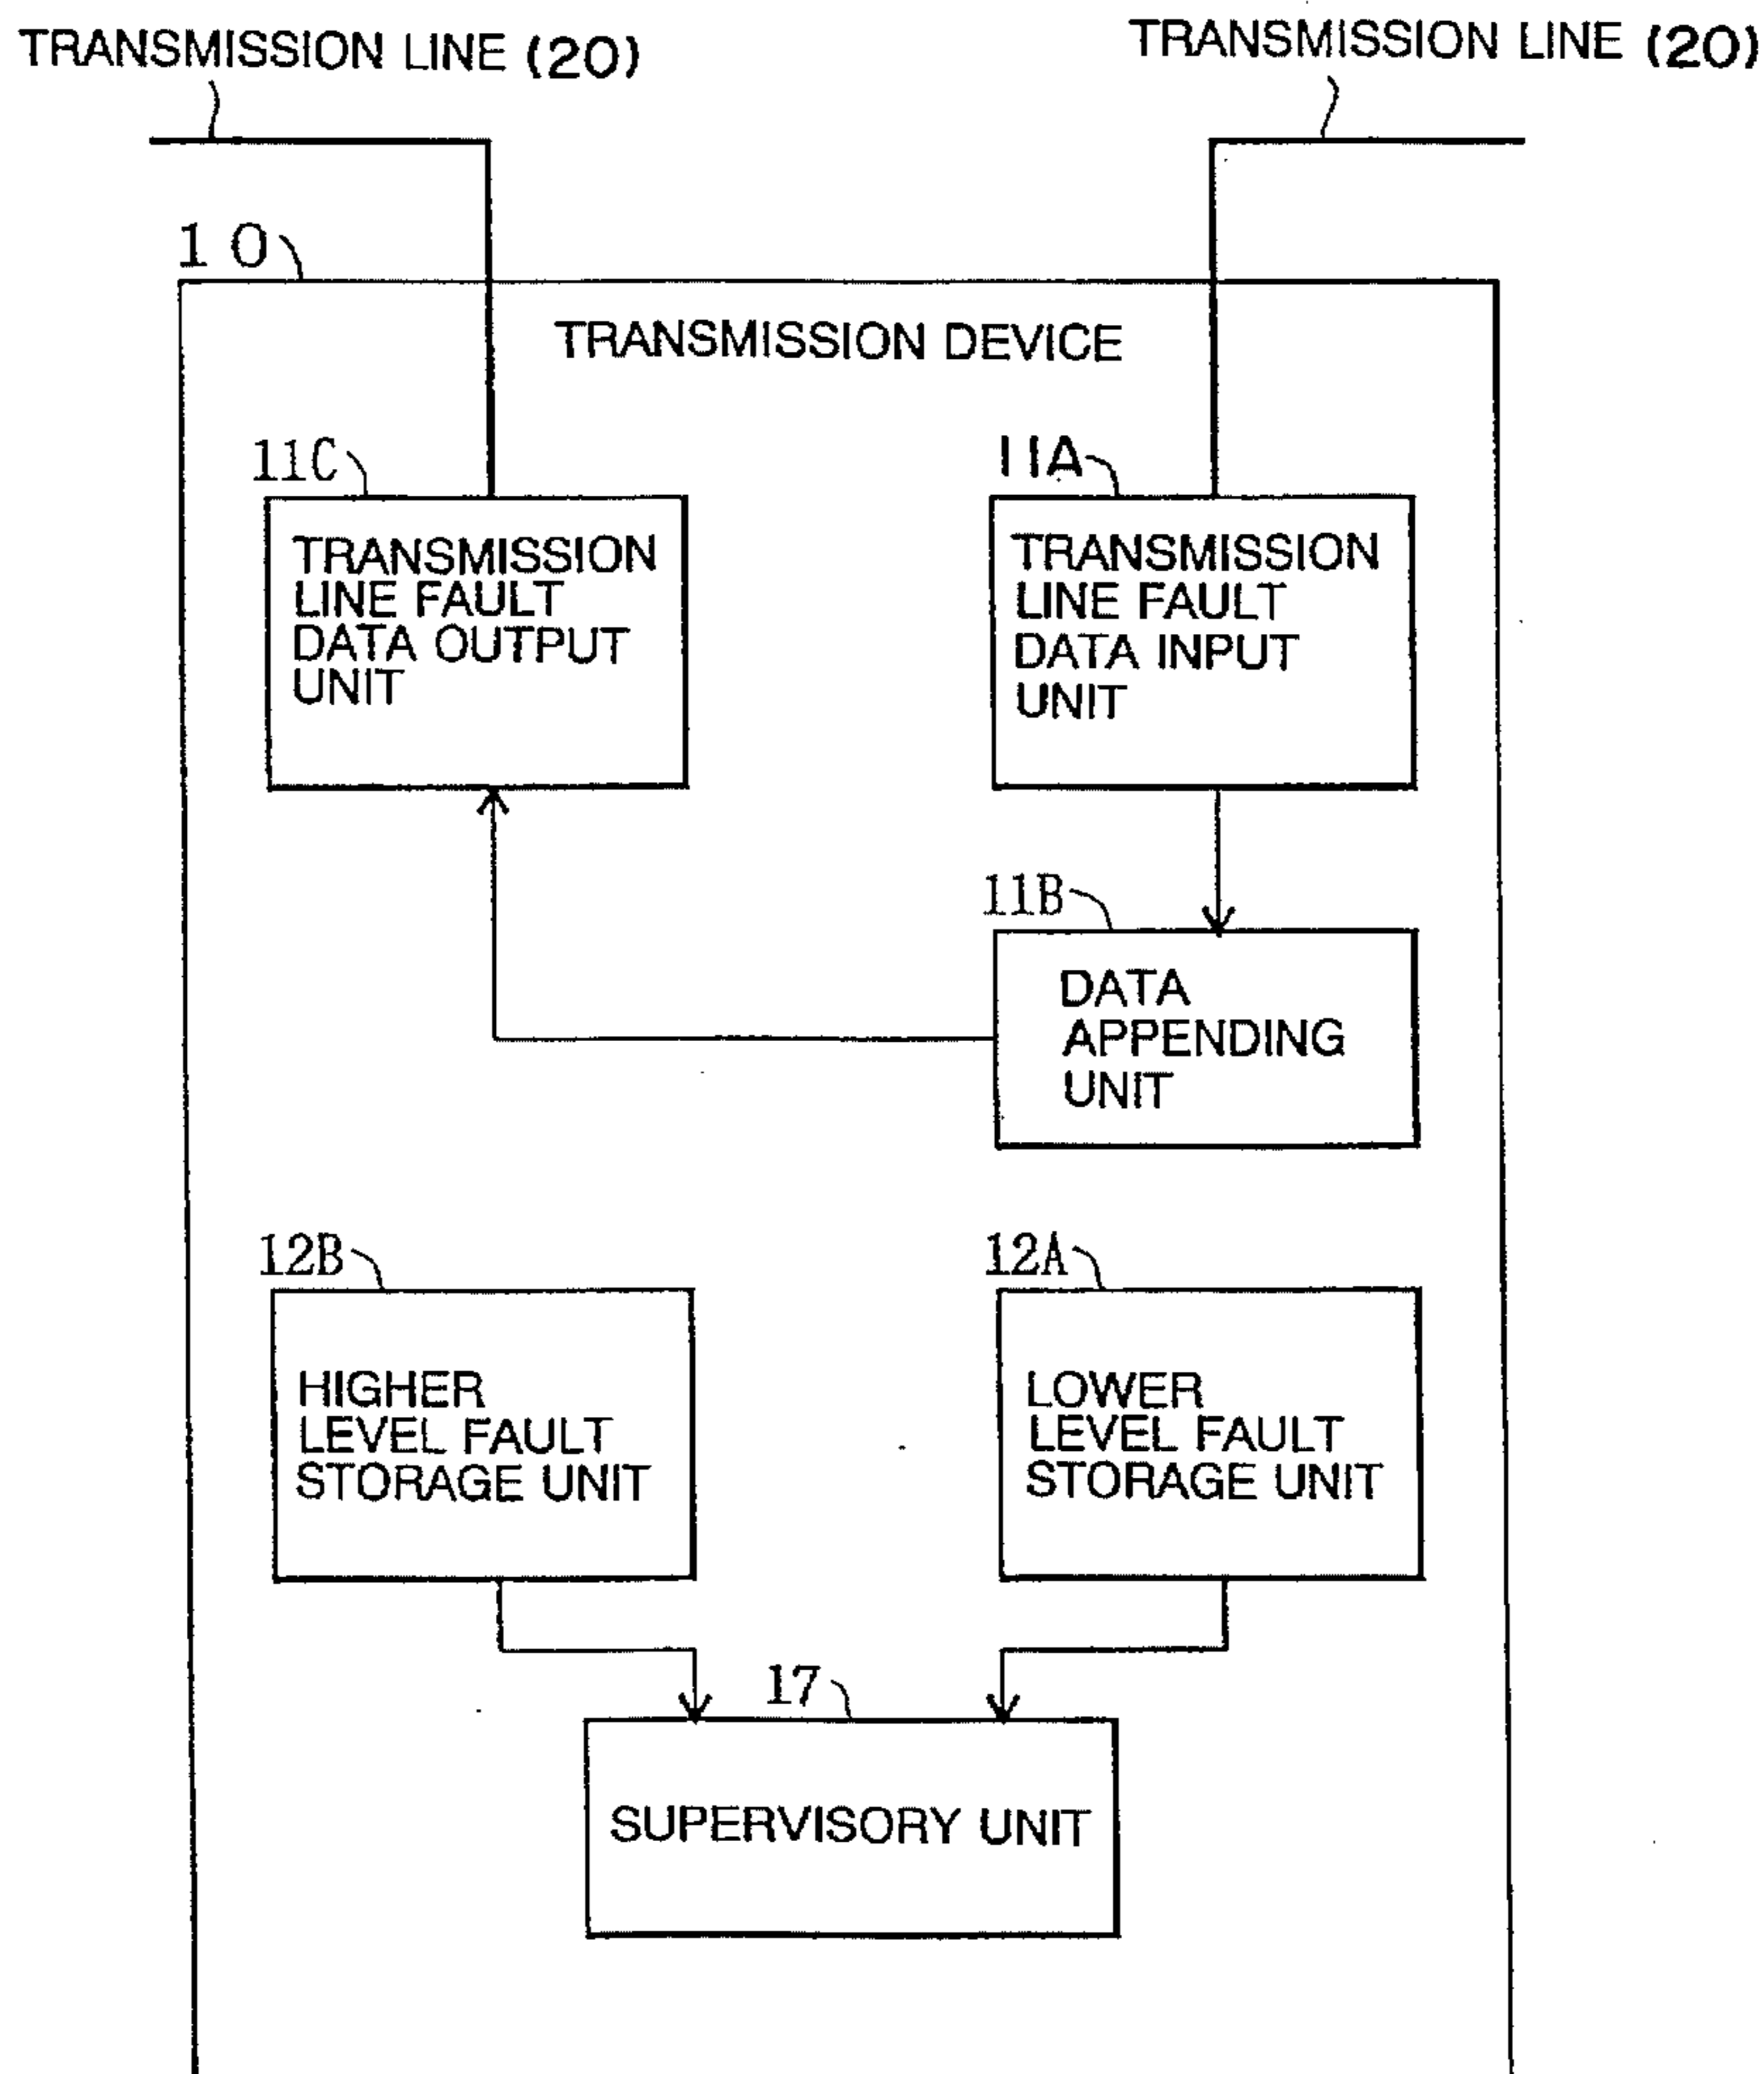 TRANSMISSION LINE (20)
TRANSMISSION LINE (20)
10
TRANSMISSION DEVICE
11C
TRANSMISSION
LINE FAULT
DATA OUTPUT
UNIT
11A
TRANSMISSION
LINE FAULT
DATA INPUT
UNIT
11B
DATA
APPENDING
UNIT
12B
HIGHER
LEVEL FAULT
STORAGE UNIT
12A
LOWER
LEVEL FAULT
STORAGE UNIT
17
SUPERVISORY UNIT